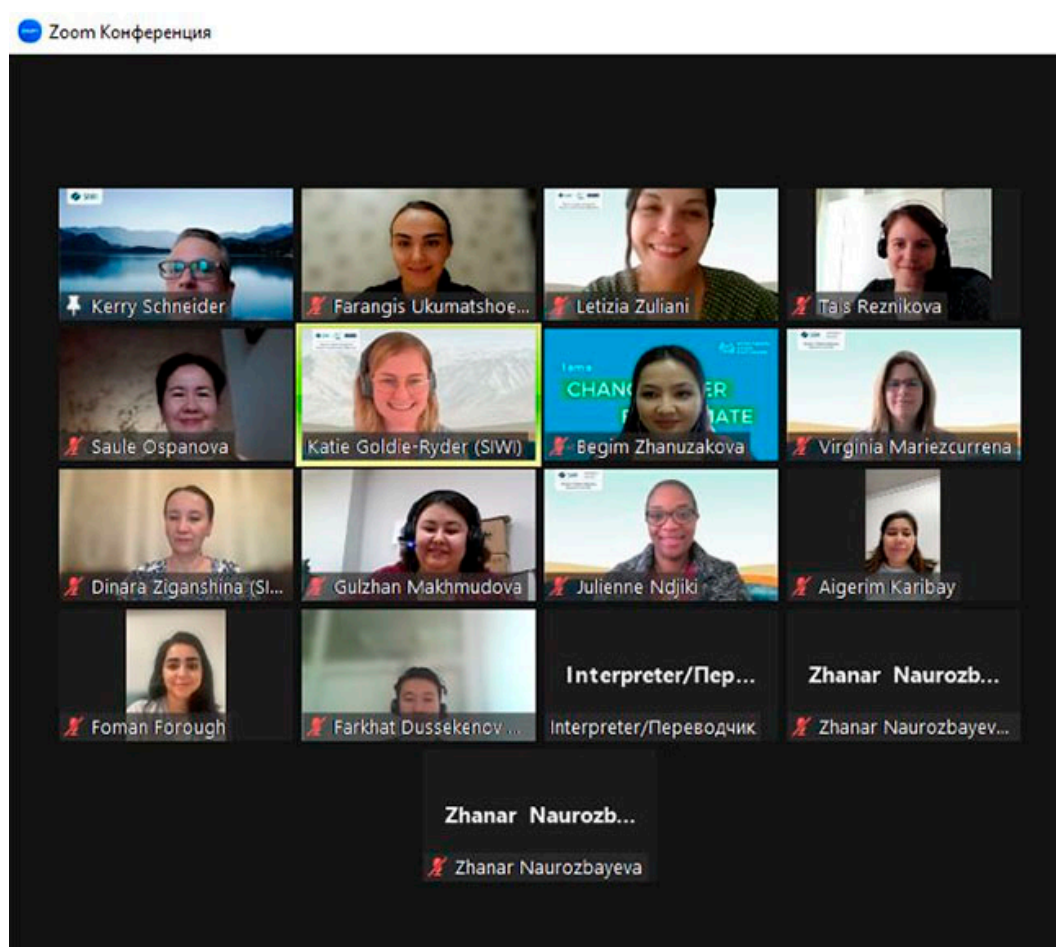 Zoom Конференция
Kerry Schneider
Farangis Ukumatshoe...
Letizia Zuliani
Tais Reznikova
Saule Ospanova
Katie Goldie-Ryder (SIWI)
Begim Zhanuzakova
Virginia Mariezcurrena
Dinara Ziganshina (SI...
Gulzhan Makhmudova
Julienne Ndjiki
Aigerim Karibay
Foman Forough
Farkhat Dussekenov ...
Interpreter/Пер...
Interpreter/Переводчик
Zhanar Naurozb...
Zhanar Naurozbayev...
Zhanar Naurozb...
Zhanar Naurozbayeva